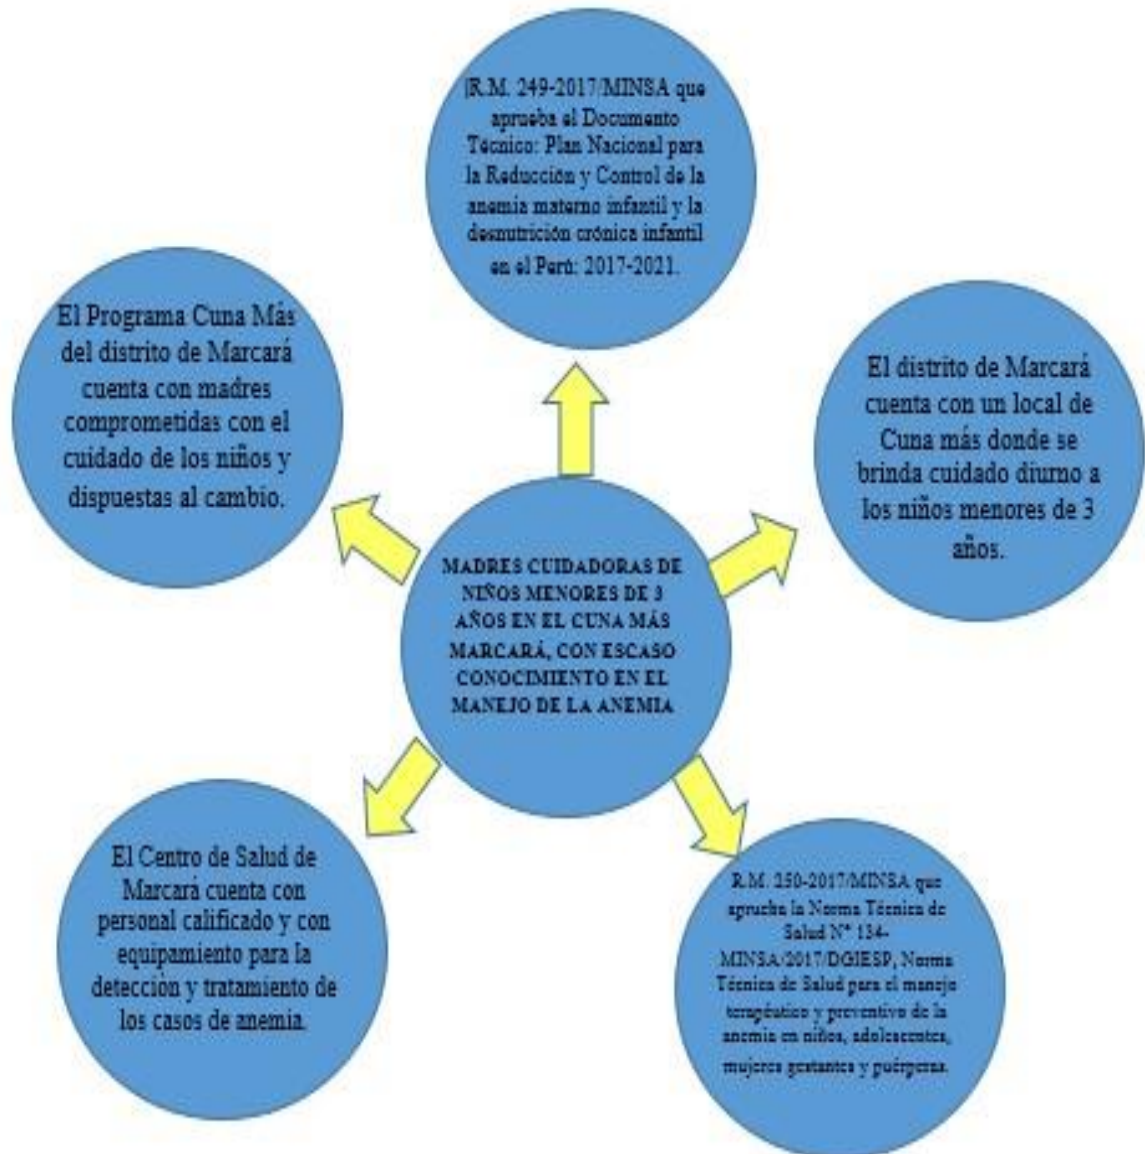 |R.M. 249-2017/MINSA que
aprueba el Documento
Técnico: Plan Nacional para
la Reducción y Control de la
anemia materno infantil y la
desnutrición crónica infantil
en el Perú: 2017-2021.
El Programa Cuna Más
del distrito de Marcará
cuenta con madres
comprometidas con el
cuidado de los niños y
dispuestas al cambio.
El distrito de Marcará
cuenta con un local de
Cuna más donde se
brinda cuidado diurno a
los niños menores de 3
años.
MADRES CUIDADORAS DE
NIÑOS MENORES DE 3
AÑOS EN EL CUNA MÁS
MARCARÁ, CON ESCASO
CONOCIMIENTO EN EL
MANEJO DE LA ANEMIA
El Centro de Salud de
Marcará cuenta con
personal calificado y con
equipamiento para la
detección y tratamiento de
los casos de anemia.
R.M. 250-2017/MINSA que
aprueba la Norma Técnica de
Salud N° 134-
MINSA/2017/DGIESP, Norma
Técnica de Salud para el manejo
terapéutico y preventivo de la
anemia en niños, adolescentes,
mujeres gestantes y puérperas.